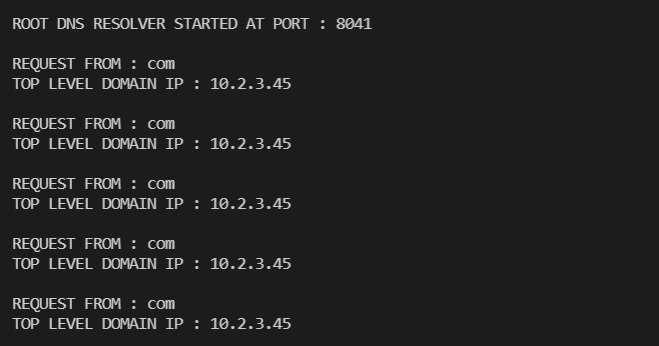 ROOT DNS RESOLVER STARTED AT PORT : 8041
REQUEST FROM : com
TOP LEVEL DOMAIN IP : 10.2.3.45
REQUEST FROM : com
TOP LEVEL DOMAIN IP : 10.2.3.45
REQUEST FROM : com
TOP LEVEL DOMAIN IP : 10.2.3.45
REQUEST FROM : com
TOP LEVEL DOMAIN IP : 10.2.3.45
REQUEST FROM : com
TOP LEVEL DOMAIN IP : 10.2.3.45